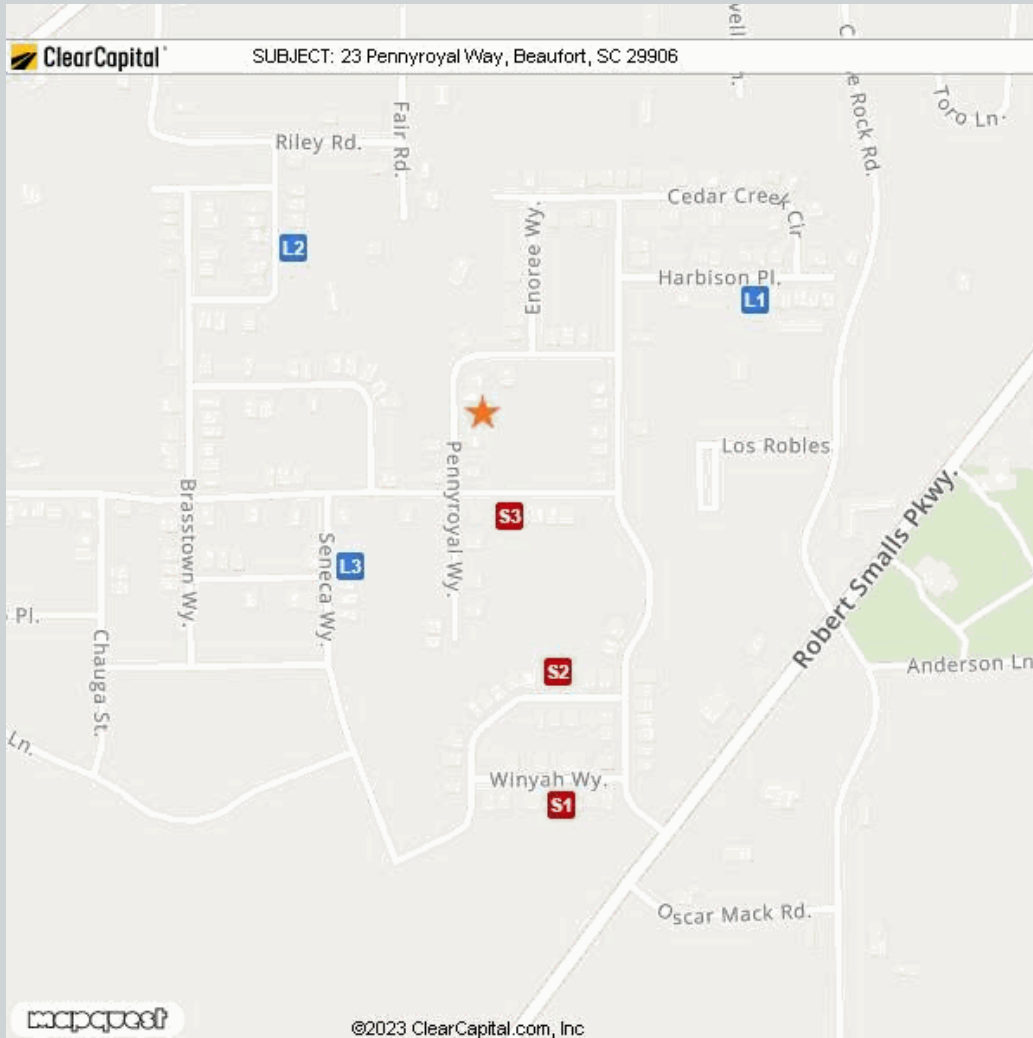 ClearCapital
SUBJECT: 23 Pennyroyal Way, Beaufort, SC 29906
Toro Ln.
Fair Rd.
Riley Rd.
Rock Rd.
Cedar Creek Cir
Enoree Wy.
L2
Harbison Pl.
L1
Los Robles
Pennyroyal Wy.
Brasstown Wy.
S3
Seneca Wy.
L3
Robert Smalls Pkwy.
Pl.
Chauga St.
S2
Anderson Ln
Ln.
Winyah Wy.
S1
Oscar Mack Rd.
mapquest
©2023 ClearCapital.com, Inc